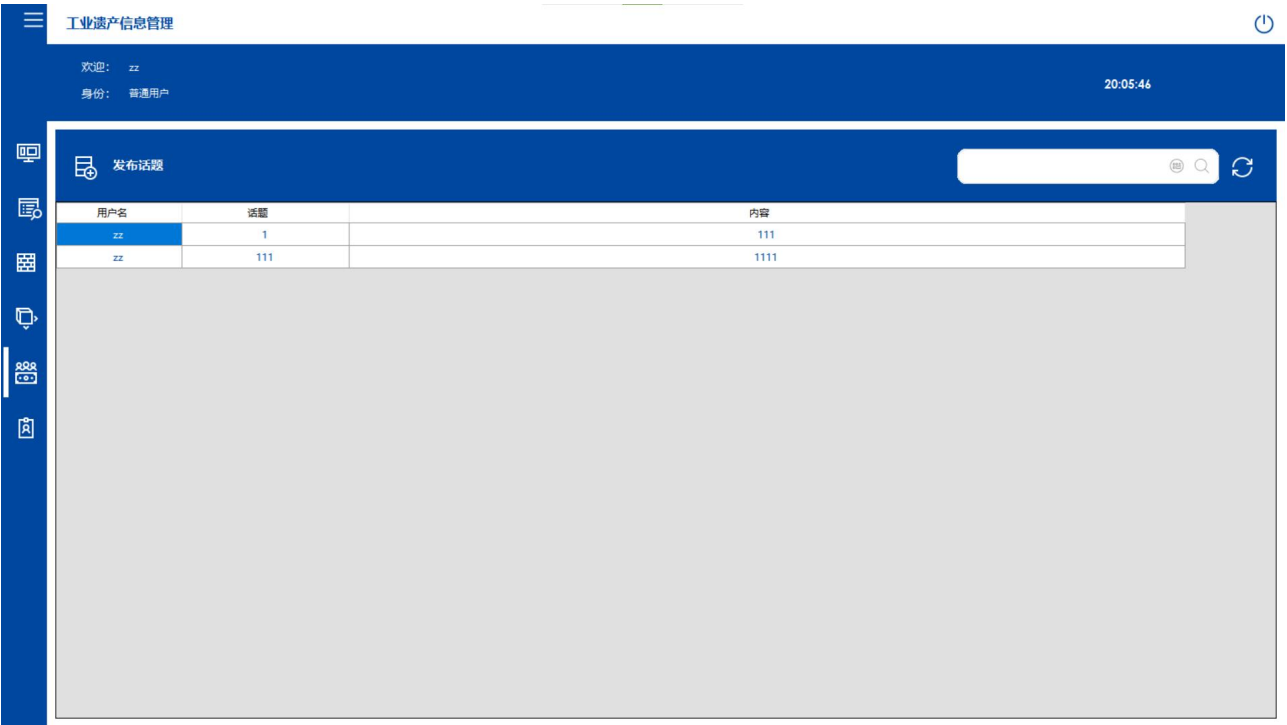 工业遗产信息管理
欢迎： zz
身份： 普通用户
20:05:46
发布话题
用户名 话题 内容
zz 1 111
zz 111 1111